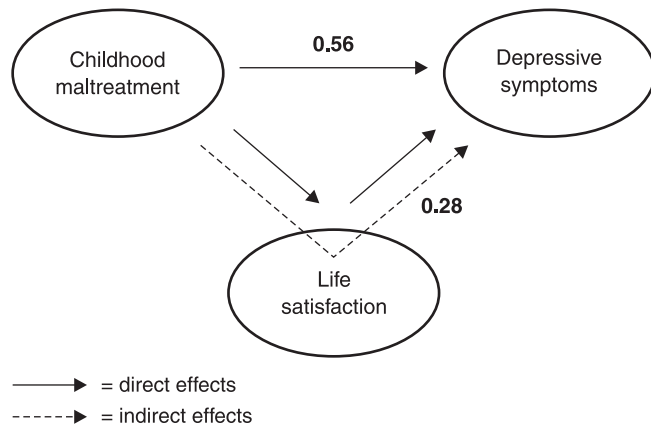 Childhood
maltreatment
0.56
Depressive
symptoms
0.28
Life
satisfaction
= direct effects
= indirect effects